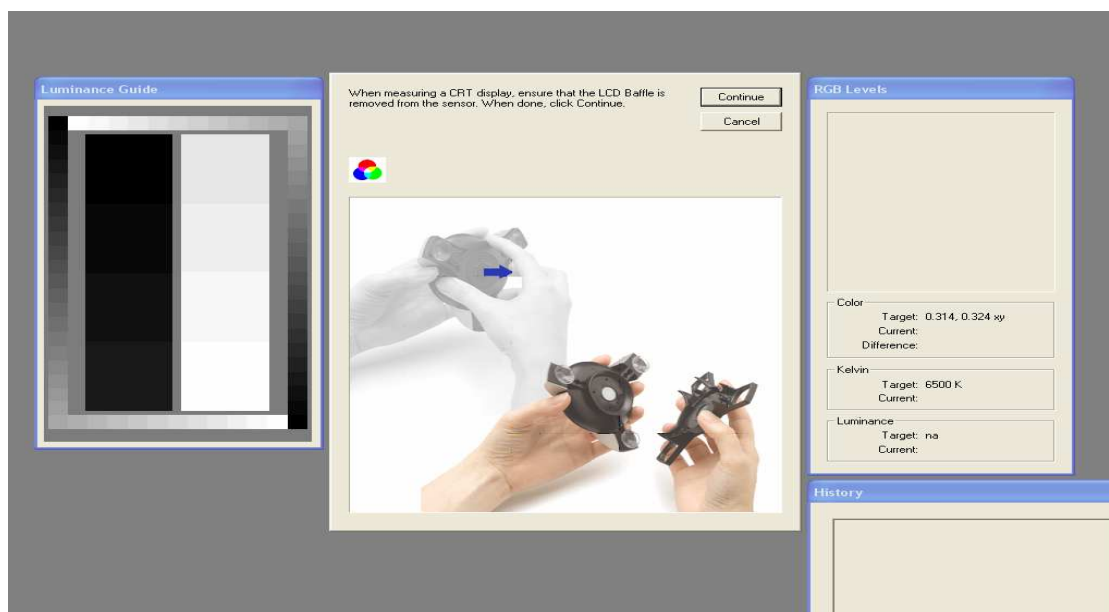 Luminance Guide
When measuring a CRT display, ensure that the LCD Baffle is
removed from the sensor. When done, click Continue.
Continue
Cancel
RGB Levels
Color
Target: 0.314, 0.324 xy
Current:
Difference:
Kelvin
Target: 6500 K
Current:
Luminance
Target: na
Current:
History